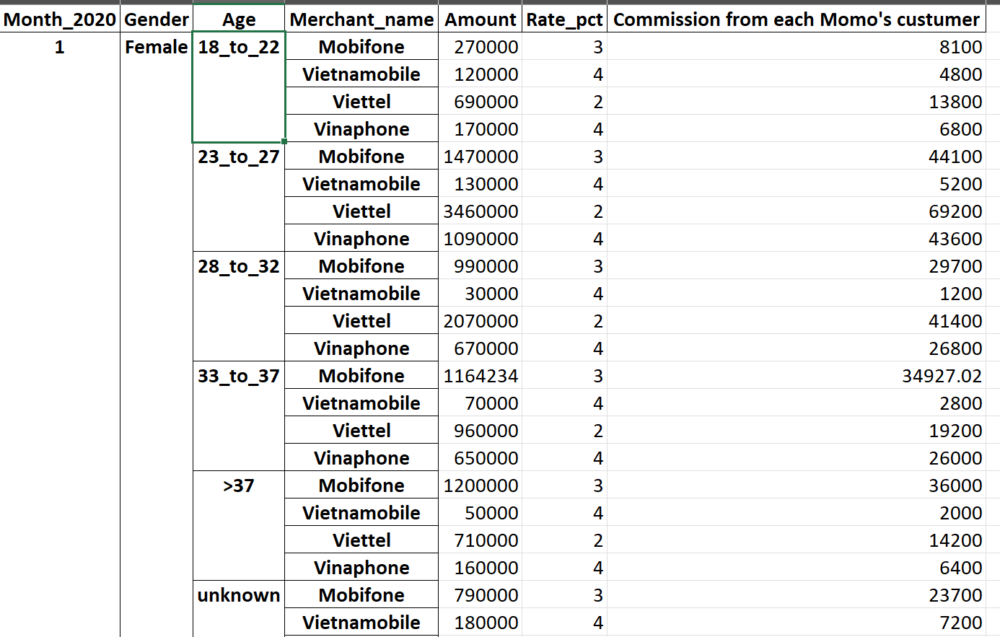 Month_2020 Gender Age Merchant_name Amount Rate_pct Commission from each Momo's custumer
1 Female 18_to_22 Mobifone 270000 3 8100
Vietnamobile 120000 4 4800
Viettel 690000 2 13800
Vinaphone 170000 4 6800
23_to_27 Mobifone 1470000 3 44100
Vietnamobile 130000 4 5200
Viettel 3460000 2 69200
Vinaphone 1090000 4 43600
28_to_32 Mobifone 990000 3 29700
Vietnamobile 30000 4 1200
Viettel 2070000 2 41400
Vinaphone 670000 4 26800
33_to_37 Mobifone 1164234 3 34927.02
Vietnamobile 70000 4 2800
Viettel 960000 2 19200
Vinaphone 650000 4 26000
>37 Mobifone 1200000 3 36000
Vietnamobile 50000 4 2000
Viettel 710000 2 14200
Vinaphone 160000 4 6400
unknown Mobifone 790000 3 23700
Vietnamobile 180000 4 7200